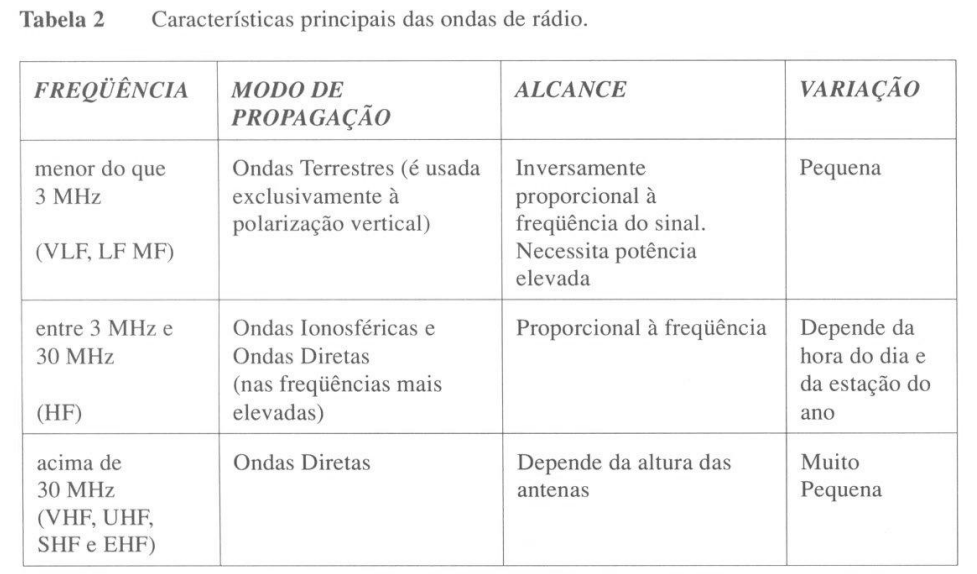 Tabela 2 Características principais das ondas de rádio.
FREQÜÊNCIA
MODO DE
PROPAGAÇÃO
ALCANCE
VARIAÇÃO
menor do que
3 MHz
(VLF, LF MF)
Ondas Terrestres (é usada
exclusivamente à
polarização vertical)
Inversamente
proporcional à
freqüência do sinal.
Necessita potência
elevada
Pequena
entre 3 MHz e
30 MHz
(HF)
Ondas Ionosféricas e
Ondas Diretas
(nas freqüências mais
elevadas)
Proporcional à freqüência
Depende da
hora do dia e
da estação do
ano
acima de
30 MHz
(VHF, UHF,
SHF e EHF)
Ondas Diretas
Depende da altura das
antenas
Muito
Pequena